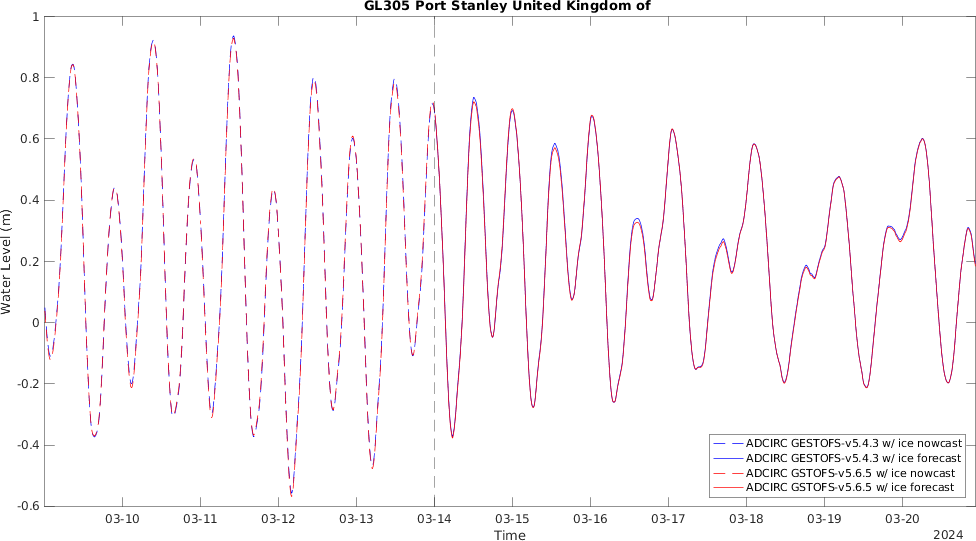 GL305 Port Stanley United Kingdom of
1
0.8
0.6
0.4
0.2
0
-0.2
-0.4
-0.6
Water Level (m)
03-10 03-11 03-12 03-13 03-14 03-15 03-16 03-17 03-18 03-19 03-20
Time
2024
ADCIRC GESTOFS-v5.4.3 w/ ice nowcast
ADCIRC GESTOFS-v5.4.3 w/ ice forecast
ADCIRC GSTOFS-v5.6.5 w/ ice nowcast
ADCIRC GSTOFS-v5.6.5 w/ ice forecast